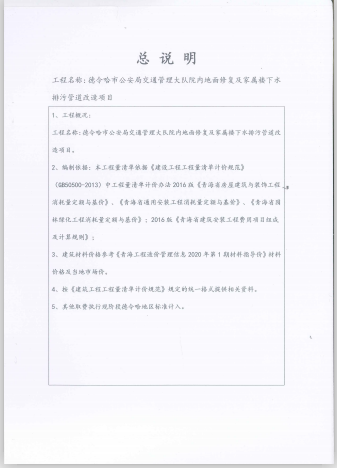 总 说 明
工程名称：德令哈市公安局交通管理大队院内地面修复及家属楼下水
排污管道改造项目
1、工程概况：
工程名称：德令哈市公安局交通管理大队院内地面修复及家属楼下水排污管道改
造项目。
2、编制依据：本工程量清单依据《建设工程工程量清单计价规范》
（GB50500-2013）中工程量清单计价办法 2016版《青海省房屋建筑与装饰工程
消耗量定额与基价》、《青海省通用安装工程消耗量定额与基价》、《青海省园
林绿化工程消耗量定额与基价》；2016版《青海省建筑安装工程费用项目组成
及计算规则》；
3、建筑材料价格参考《青海工程造价管理信息2020年第1期材料指导价》材料
价格及当地市场价。
4、按《建筑工程工程量清单计价规范》规定的统一格式提供相关资料。
5、其他取费执行现阶段德令哈地区标准计入。